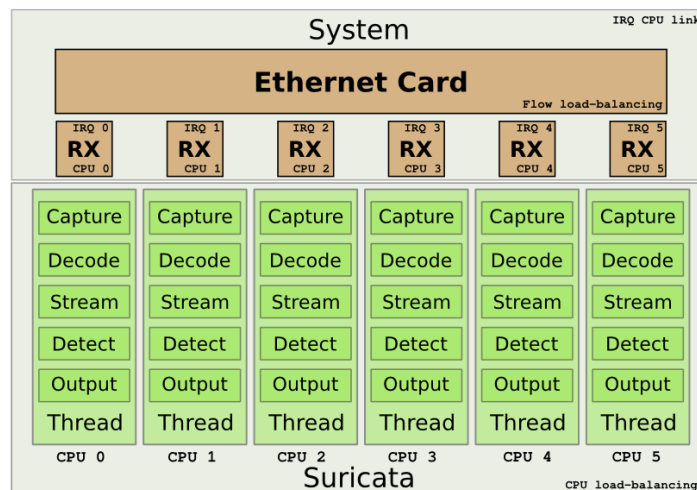 System
IRQ CPU link
Ethernet Card
Flow load-balancing
IRQ 0 IRQ 1 IRQ 2 IRQ 3 IRQ 4 IRQ 5
RX RX RX RX RX RX
CPU 0 CPU 1 CPU 2 CPU 3 CPU 4 CPU 5
Capture Capture Capture Capture Capture Capture
Decode Decode Decode Decode Decode Decode
Stream Stream Stream Stream Stream Stream
Detect Detect Detect Detect Detect Detect
Output Output Output Output Output Output
Thread Thread Thread Thread Thread Thread
CPU 0 CPU 1 CPU 2 CPU 3 CPU 4 CPU 5
Suricata
CPU load-balancing